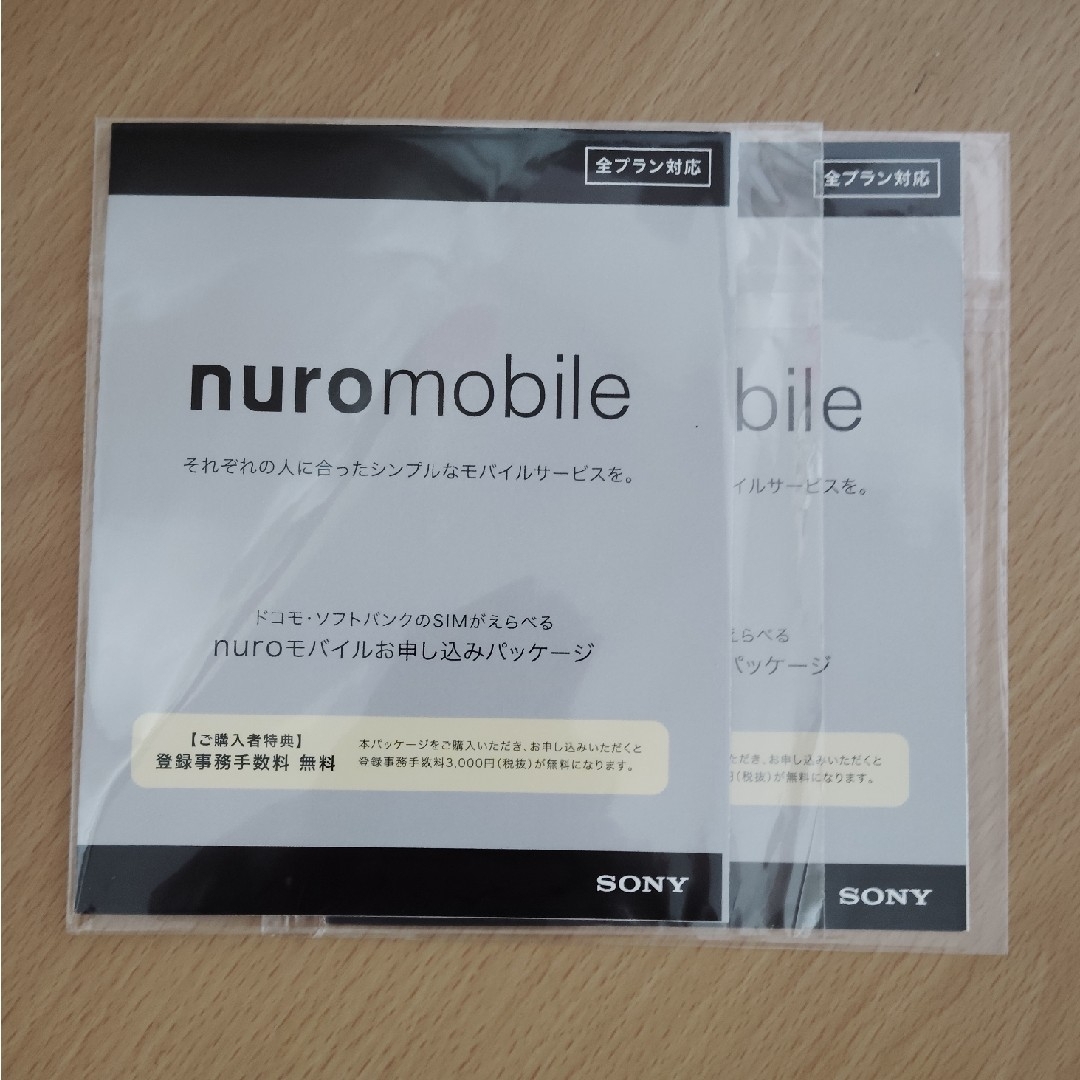 全プラン対応
nuromobile
それぞれの人に合ったシンプルなモバイルサービスを。
ドコモ・ソフトバンクのSIMがえらべる
nuroモバイルお申し込みパッケージ
【ご購入者特典】
登録事務手数料 無料
本パッケージをご購入いただき、お申し込みいただくと
登録事務手数料3,000円(税抜)が無料になります。
SONY
全プラン対応
bile
イルサービスを。
えらべる
パッケージ
ただき、お申し込みいただくと
円(税抜)が無料になります。
SONY